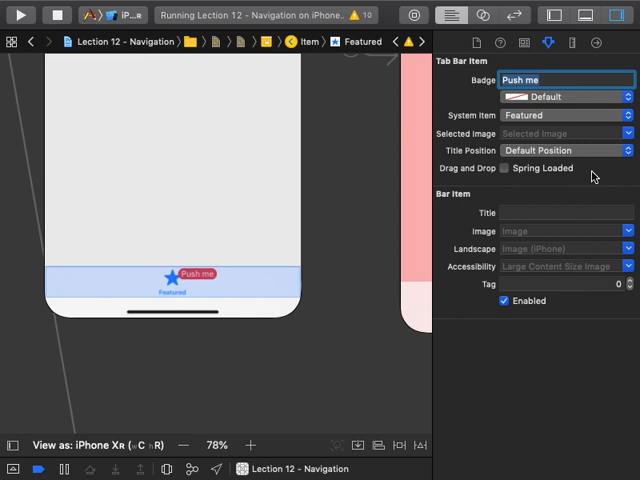 iP...R
Running Lection 12 - Navigation on iPhone...
10
Lection 12 - Navigation
Item
Featured
Tab Bar Item
Badge Push me
Default
System Item Featured
Selected Image Selected Image
Title Position Default Position
Drag and Drop Spring Loaded
Bar Item
Title
Image Image
Landscape Image (iPhone)
Accessibility Large Content Size Image
Tag 0
Enabled
Push me
Featured
View as: iPhone XR (wC hR)
78%
Lection 12 - Navigation